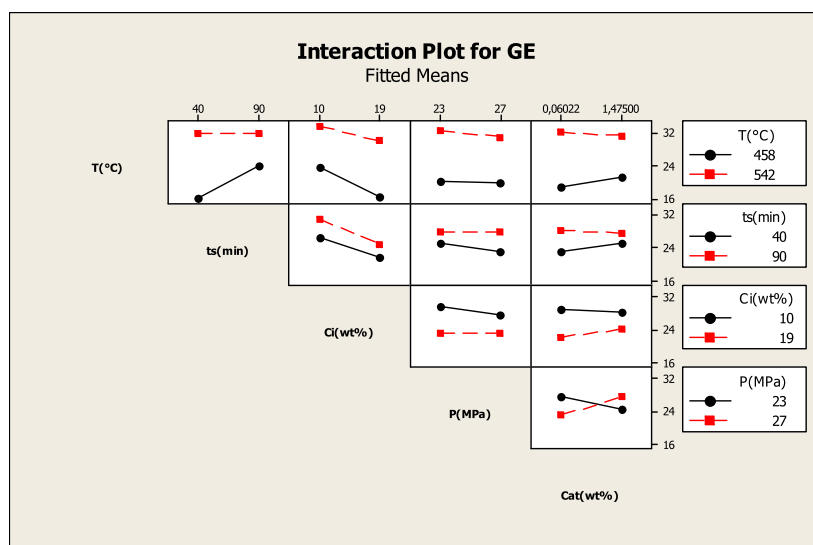 Interaction Plot for GE
Fitted Means
40 90 10 19 23 27 0,06022 1,47500
T(°C)
32
24
16
T(°C)
458
542
ts(min)
32
24
16
ts(min)
40
90
Ci(wt%)
32
24
16
Ci(wt%)
10
19
P(MPa)
32
24
16
P(MPa)
23
27
Cat(wt%)